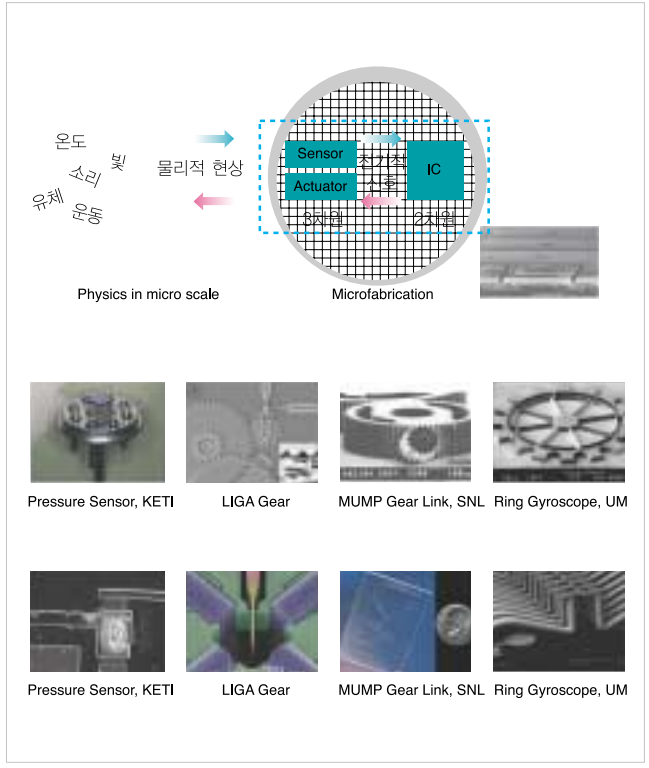 온도
빛
소리
유체
운동
물리적 현상
Sensor
Actuator
전기적
신호
IC
3차원
2차원
Physics in micro scale
Microfabrication
Pressure Sensor, KETI
LIGA Gear
MUMP Gear Link, SNL
Ring Gyroscope, UM
Pressure Sensor, KETI
LIGA Gear
MUMP Gear Link, SNL
Ring Gyroscope, UM